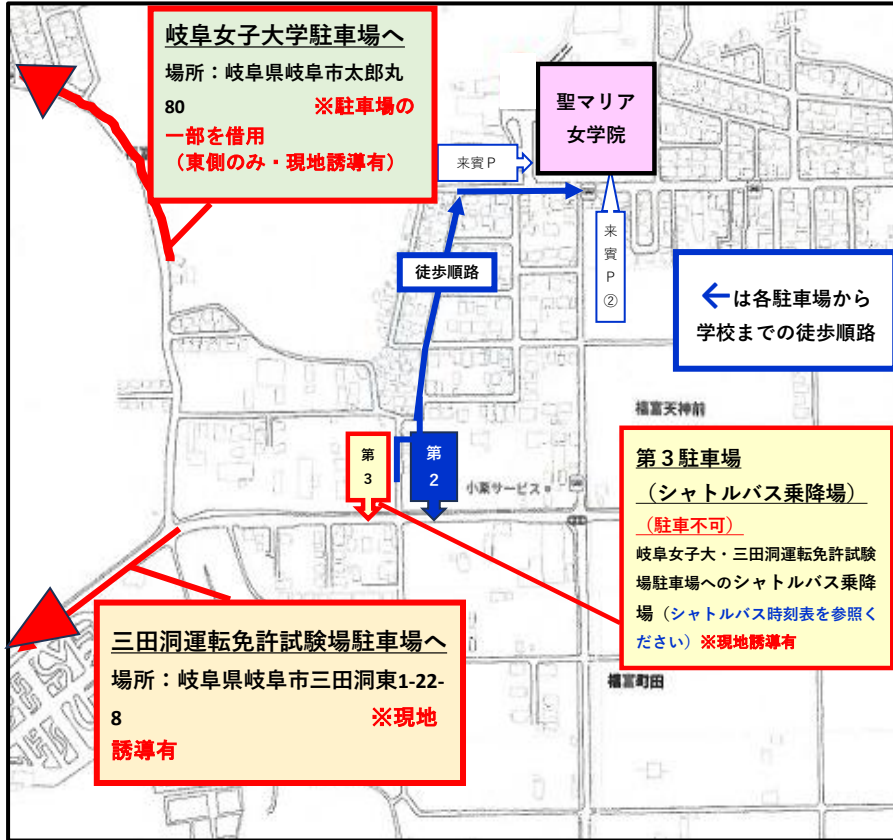 岐阜女子大学駐車場へ
場所：岐阜県岐阜市太郎丸
80　※駐車場の
一部を借用
（東側のみ・現地誘導有）
聖マリア
女学院
来賓Ｐ
来賓Ｐ②
徒歩順路
←は各駐車場から
学校までの徒歩順路
福富天神前
第３
第２
小栗サービス
第３駐車場
（シャトルバス乗降場）
（駐車不可）
岐阜女子大・三田洞運転免許試験
場駐車場へのシャトルバス乗降
場（シャトルバス時刻表を参照く
ださい）※現地誘導有
三田洞運転免許試験場駐車場へ
場所：岐阜県岐阜市三田洞東1-22-
8　※現地
誘導有
福富町田